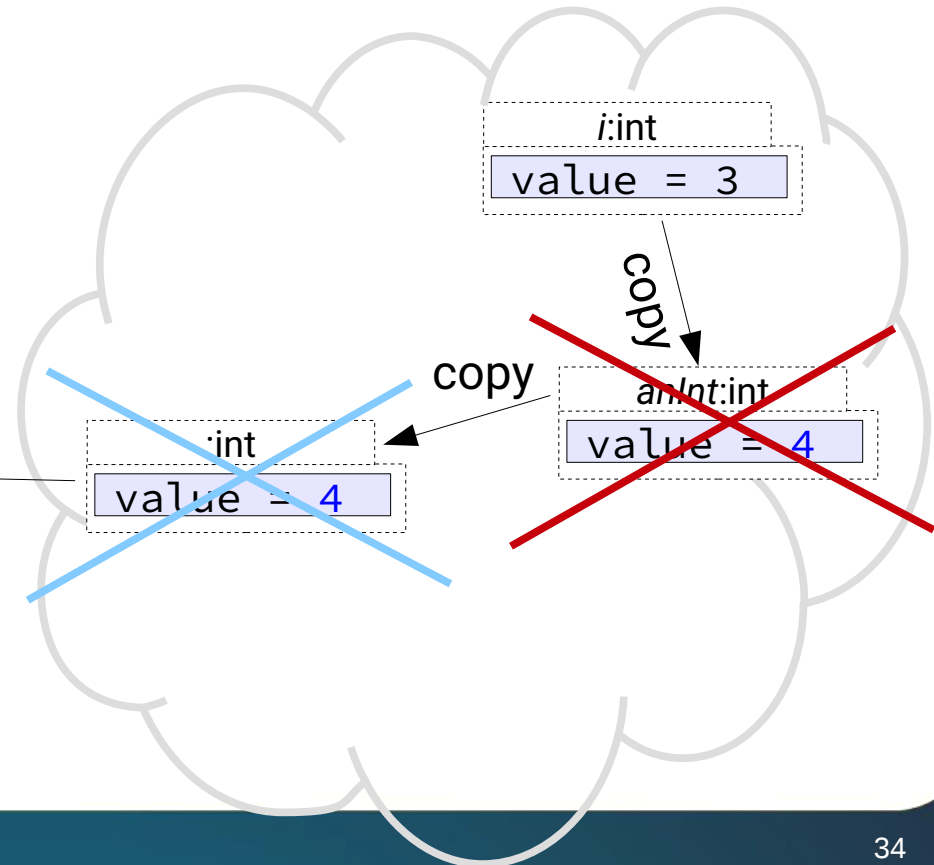 i:int
value = 3
copy
anInt:int
value = 4
copy
:int
value = 4
34